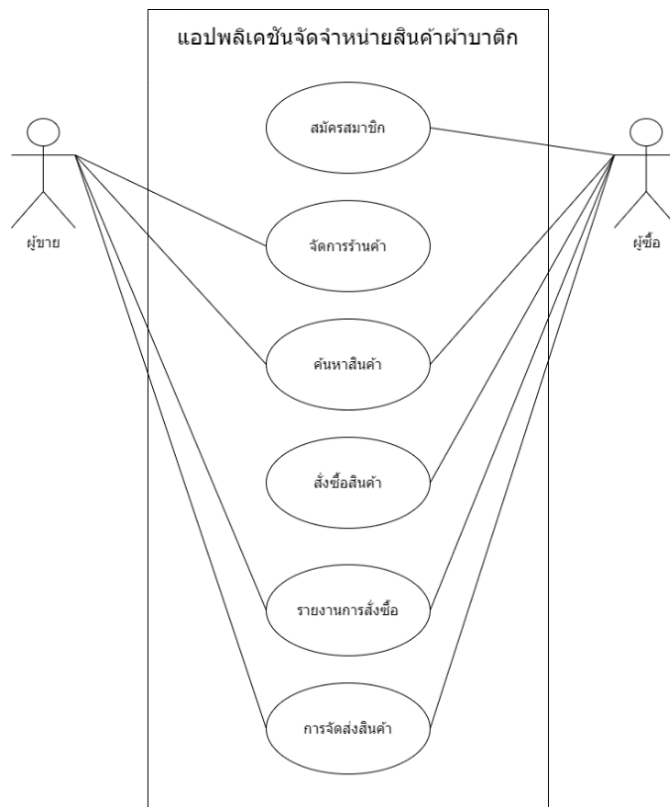 แอปพลิเคชันจัดจำหน่ายสินค้าผ้าบาติก
สมัครสมาชิก
ผู้ขาย
จัดการร้านค้า
ผู้ซื้อ
ค้นหาสินค้า
สั่งซื้อสินค้า
รายงานการสั่งซื้อ
การจัดส่งสินค้า